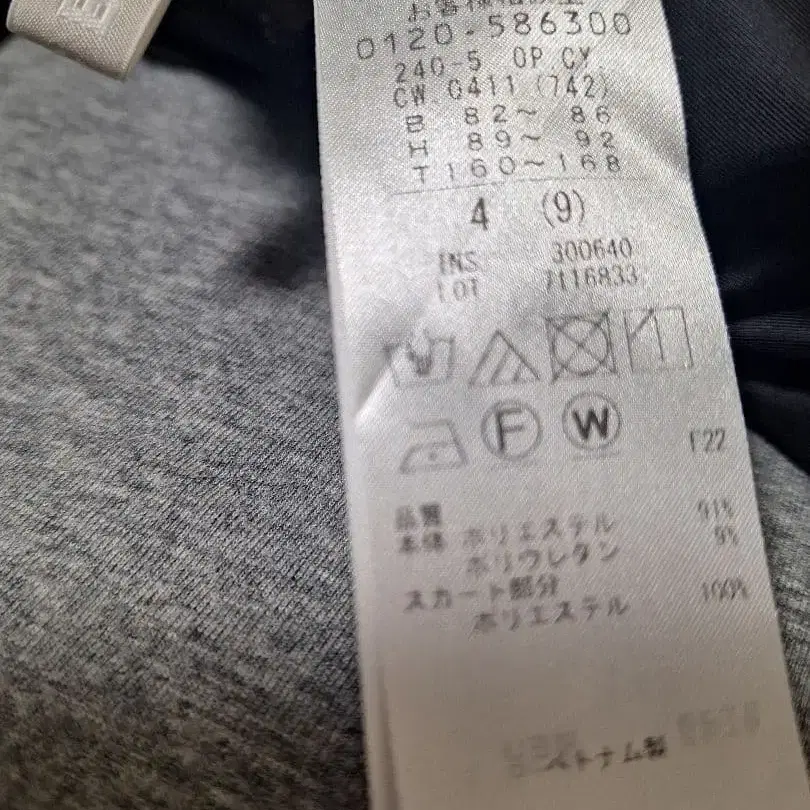 0120-586300
240-5 OP.CY.
CW 0411 (742)
B 82~ 86
H 89~ 92
T 160~168
4 (9)
INS 300640
LOT 7116833
F W
F22
品質
本体 ポリエステル 91%
ポリウレタン 9%
スカート部分
ポリエステル 100%
ベトナム製